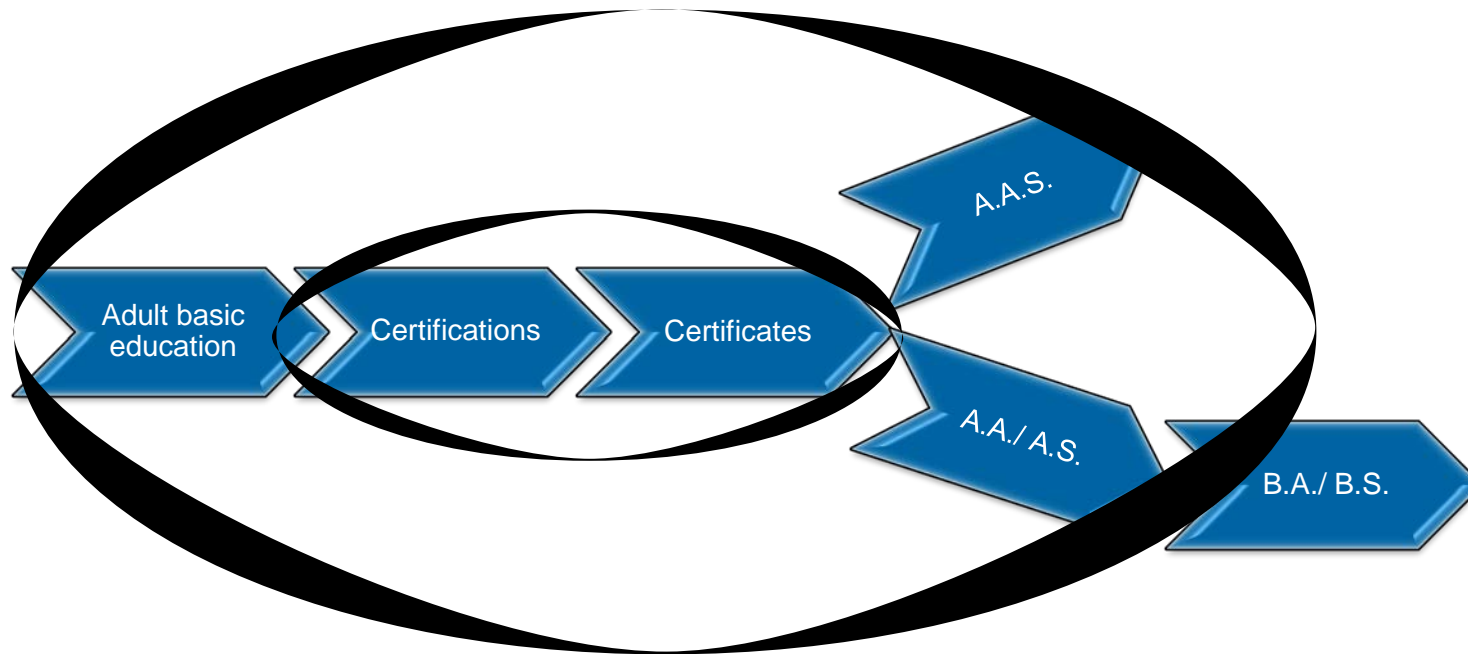 Adult basic
education
Certifications
Certificates
A.A.S.
A.A./ A.S.
B.A./ B.S.